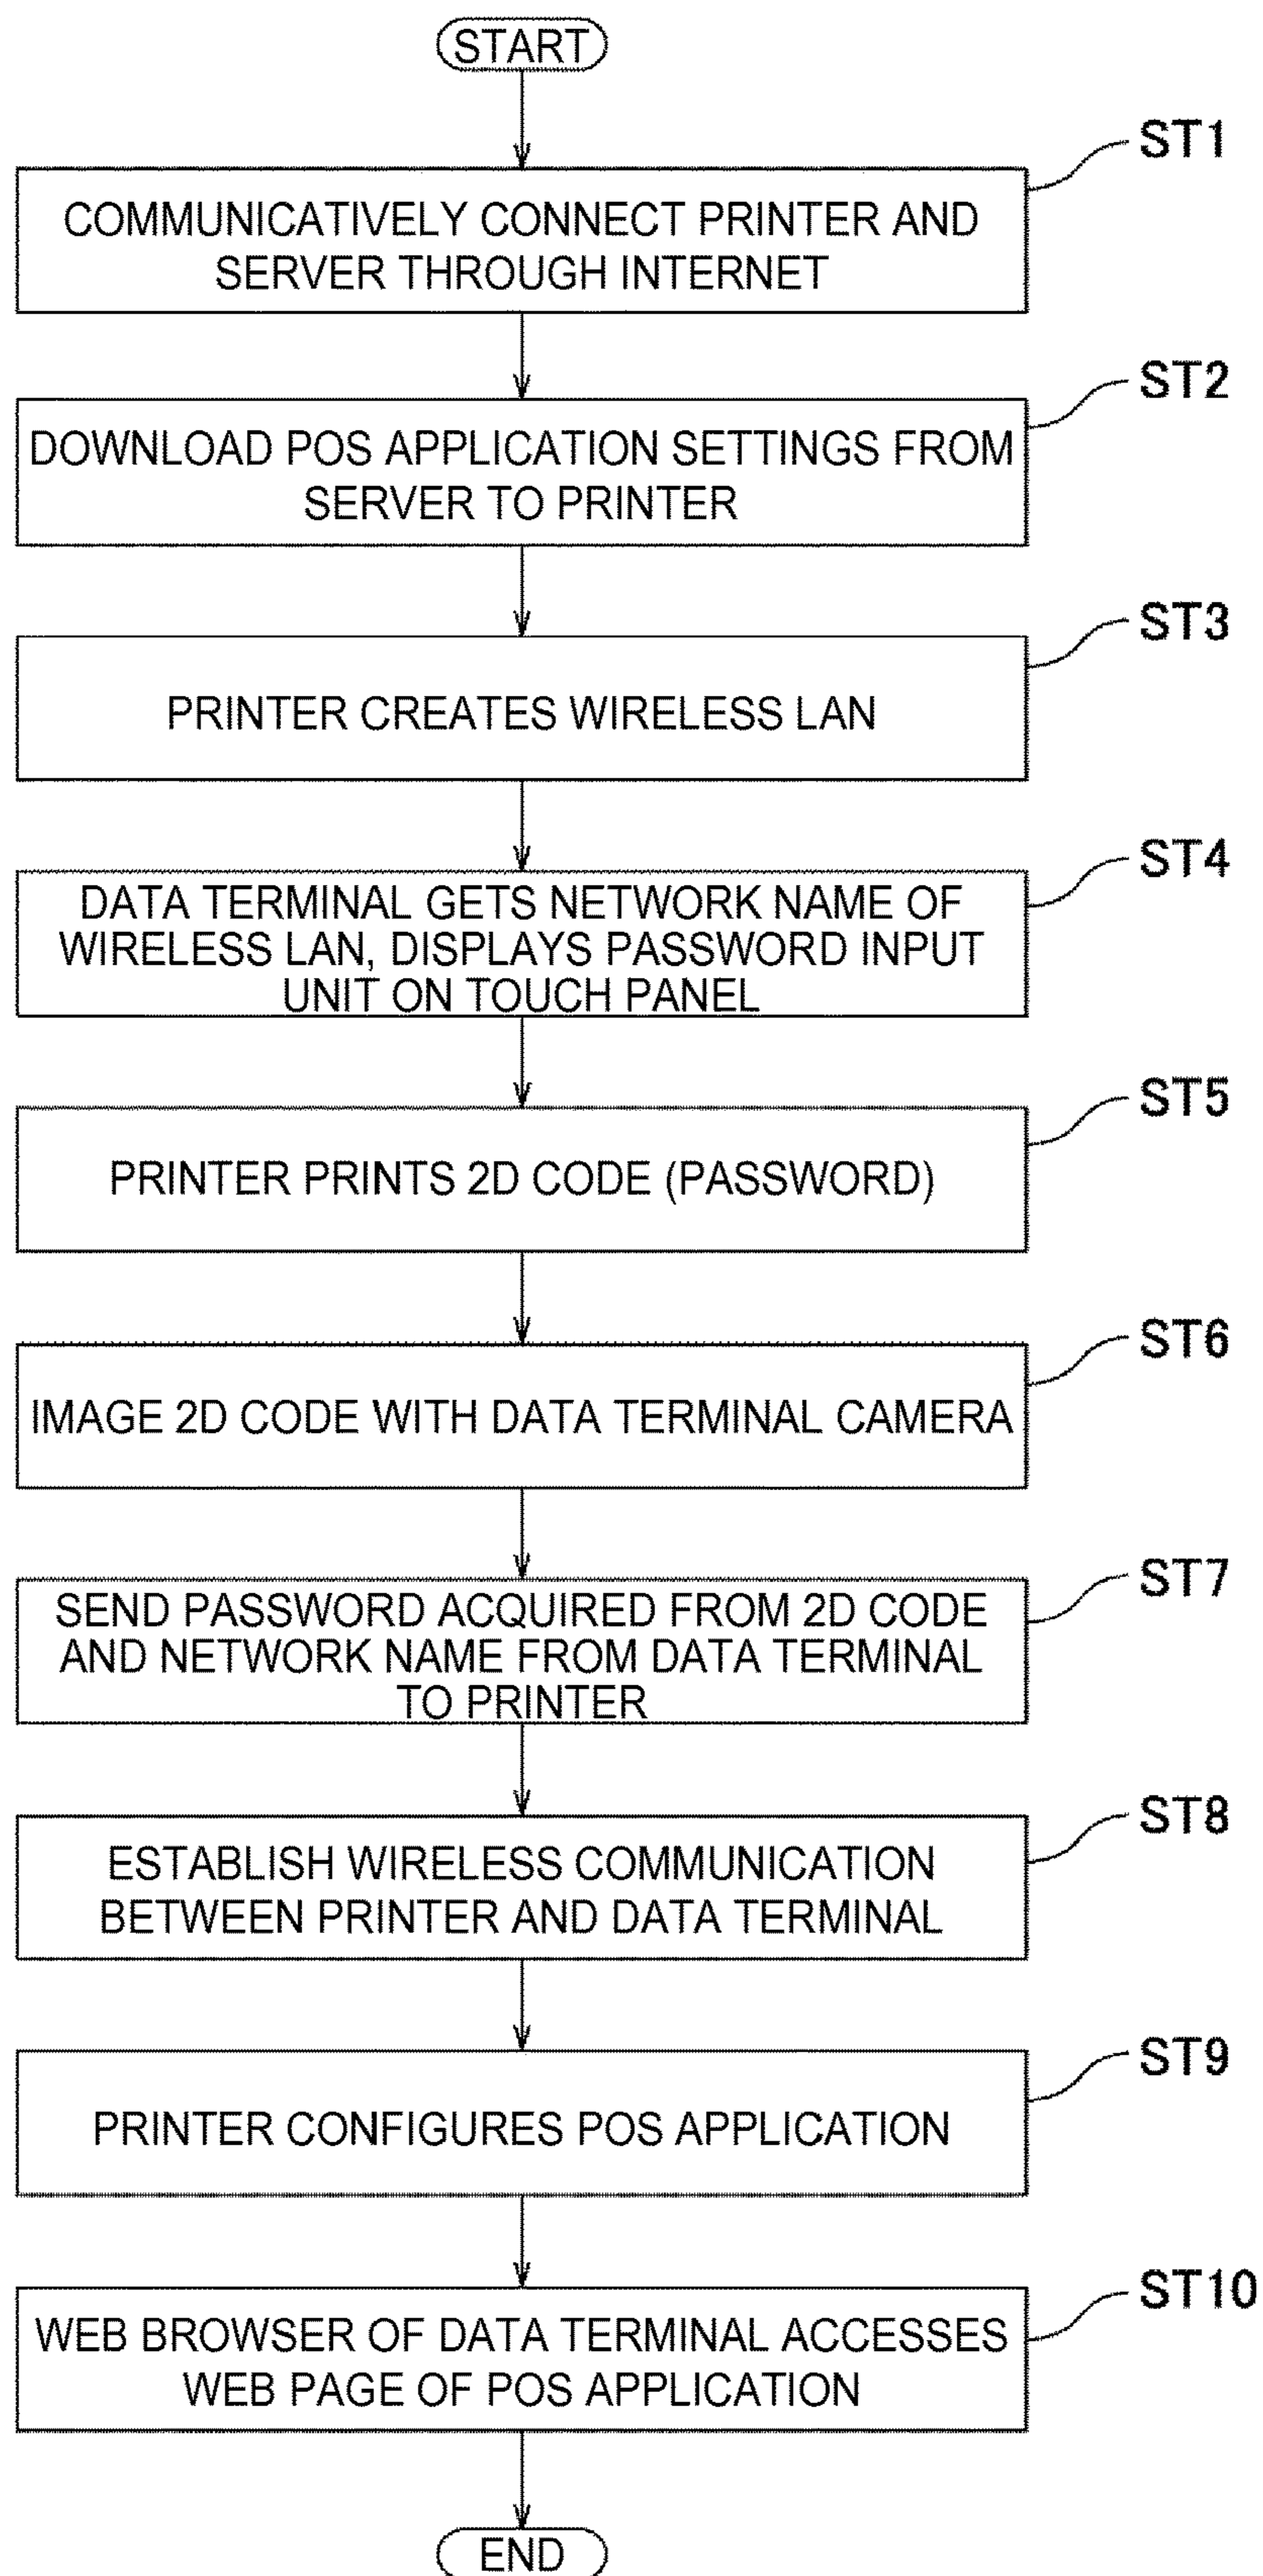 START
ST1
COMMUNICATIVELY CONNECT PRINTER AND
SERVER THROUGH INTERNET
ST2
DOWNLOAD POS APPLICATION SETTINGS FROM
SERVER TO PRINTER
ST3
PRINTER CREATES WIRELESS LAN
ST4
DATA TERMINAL GETS NETWORK NAME OF
WIRELESS LAN, DISPLAYS PASSWORD INPUT
UNIT ON TOUCH PANEL
ST5
PRINTER PRINTS 2D CODE (PASSWORD)
ST6
IMAGE 2D CODE WITH DATA TERMINAL CAMERA
ST7
SEND PASSWORD ACQUIRED FROM 2D CODE
AND NETWORK NAME FROM DATA TERMINAL
TO PRINTER
ST8
ESTABLISH WIRELESS COMMUNICATION
BETWEEN PRINTER AND DATA TERMINAL
ST9
PRINTER CONFIGURES POS APPLICATION
ST10
WEB BROWSER OF DATA TERMINAL ACCESSES
WEB PAGE OF POS APPLICATION
END